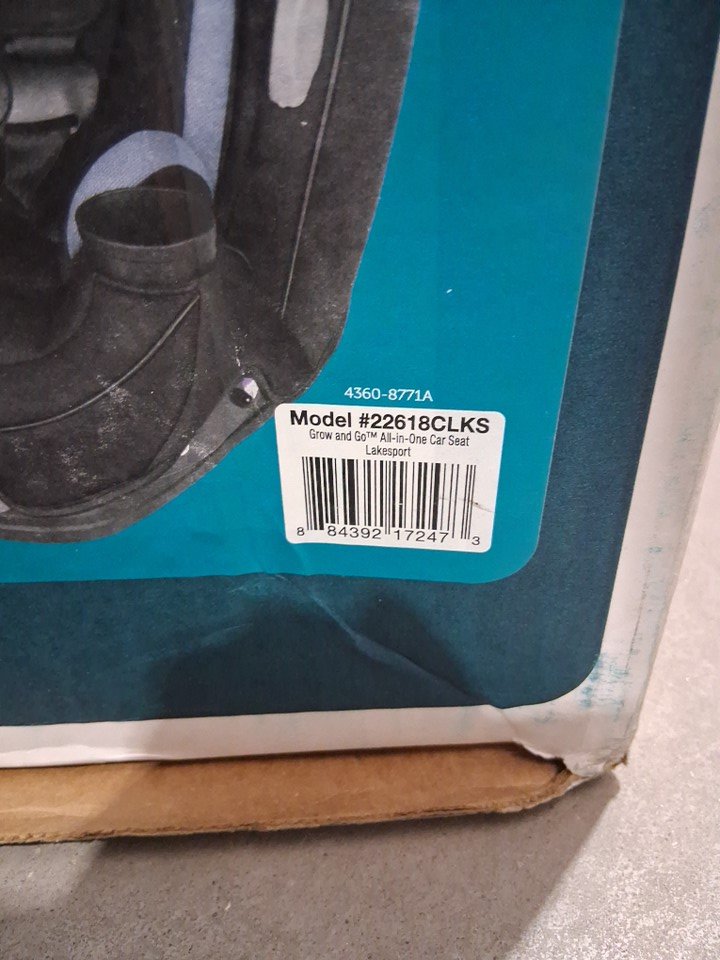 4360-8771A
Model #22618CLKS
Grow and Go™ All-in-One Car Seat
Lakesport
8 84392 17247 3